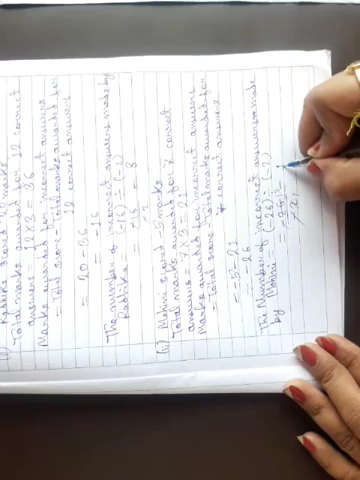 (i) Radhika scored 20 marks
Total marks awarded for 12 correct
answers = 12 × 3 = 36
Marks awarded for incorrect answers
= Total score - Total marks awarded for
12 correct answers
= 20 - 36
= -16
The number of incorrect answers made by
Radhika = (-16) ÷ (-2)
= -16 / -2 = 8
(ii) Mohini scored -5 marks
Total marks awarded for 7 correct
answers = 7 × 3 = 21
Marks awarded for incorrect answers
= Total score - Total marks awarded for
7 correct answers
= -5 - 21
= -26
The Number of incorrect answers made
by Mohini = (-26) ÷ (-2)